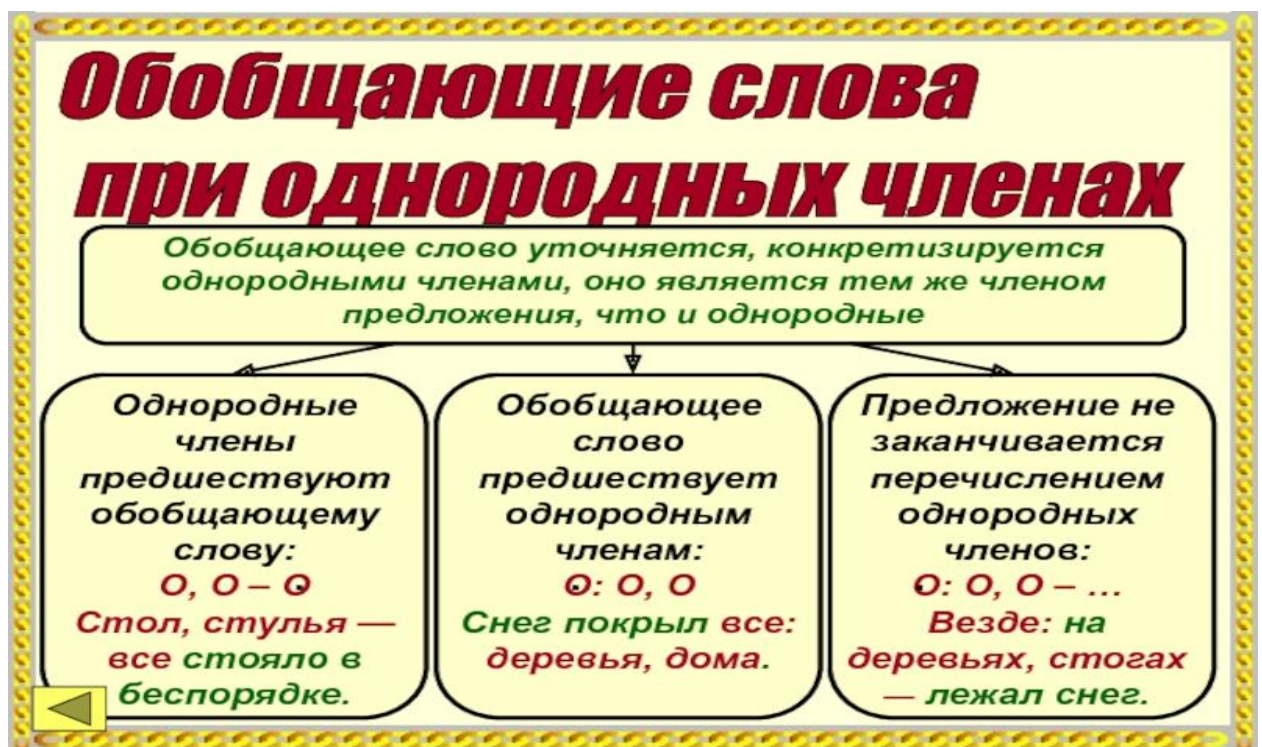 Обобщающие слова
при однородных членах
Обобщающее слово уточняется, конкретизируется
однородными членами, оно является тем же членом
предложения, что и однородные
Однородные
члены
предшествуют
обобщающему
слову:
О, О – О
Стол, стулья —
все стояло в
беспорядке.
Обобщающее
слово
предшествует
однородным
членам:
О: О, О
Снег покрыл все:
деревья, дома.
Предложение не
заканчивается
перечислением
однородных
членов:
О: О, О – ...
Везде: на
деревьях, стогах
— лежал снег.